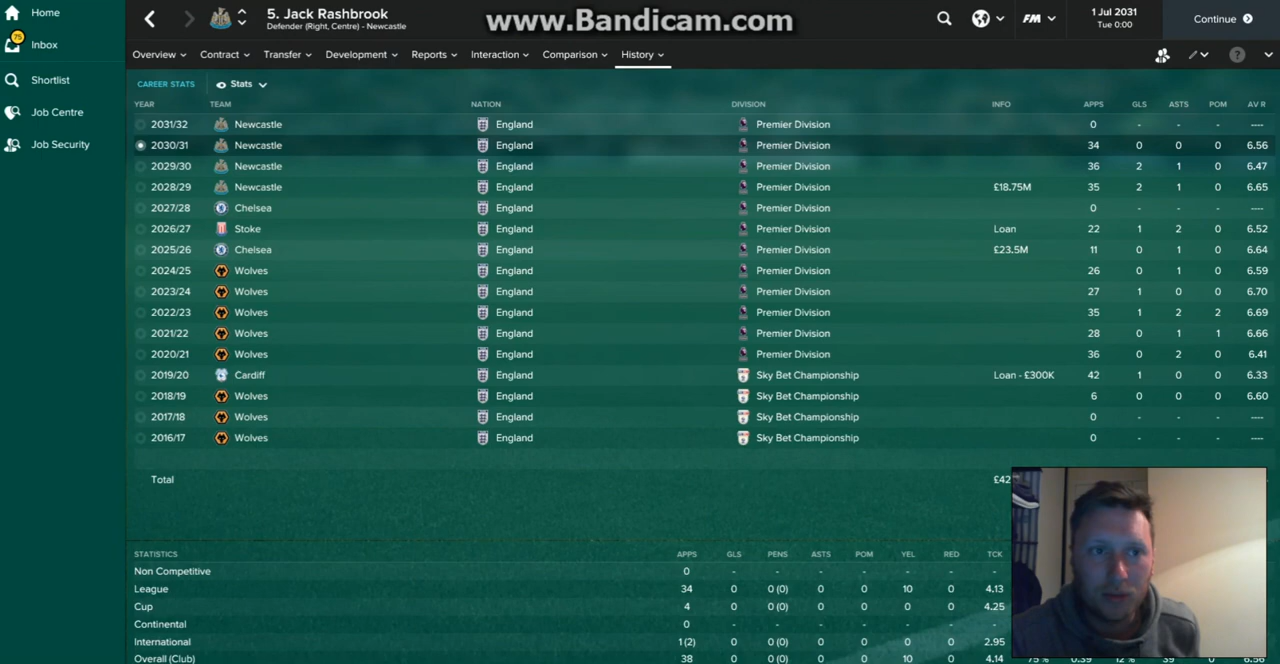 Home
5. Jack Rashbrook
Defender (Right, Centre) - Newcastle
www.Bandicam.com
FM
1 Jul 2031
Tue 0:00
Continue
75
Inbox
Overview Contract Transfer Development Reports Interaction Comparison History
?
Shortlist
Job Centre
Job Security
CAREER STATS Stats
YEAR TEAM NATION DIVISION INFO APPS GLS ASTS POM AV R
2031/32 Newcastle England Premier Division 0 - - - ----
2030/31 Newcastle England Premier Division 34 0 0 0 6.56
2029/30 Newcastle England Premier Division 36 2 1 0 6.47
2028/29 Newcastle England Premier Division £18.75M 35 2 1 0 6.65
2027/28 Chelsea England Premier Division 0 - - - ----
2026/27 Stoke England Premier Division Loan 22 1 2 0 6.52
2025/26 Chelsea England Premier Division £23.5M 11 0 1 0 6.64
2024/25 Wolves England Premier Division 26 0 1 0 6.59
2023/24 Wolves England Premier Division 27 1 0 0 6.70
2022/23 Wolves England Premier Division 35 1 2 2 6.69
2021/22 Wolves England Premier Division 28 0 1 1 6.66
2020/21 Wolves England Premier Division 36 0 2 0 6.41
2019/20 Cardiff England Sky Bet Championship Loan - £300K 42 1 0 0 6.33
2018/19 Wolves England Sky Bet Championship 6 0 0 0 6.60
2017/18 Wolves England Sky Bet Championship 0 - - - ----
2016/17 Wolves England Sky Bet Championship 0 - - - ----
Total £42
STATISTICS APPS GLS PENS ASTS POM YEL RED TCK
Non Competitive 0 - - - - - - -
League 34 0 0 (0) 0 0 10 0 4.13
Cup 4 0 0 (0) 0 0 0 0 4.25
Continental 0 - - - - - - -
International 1 (2) 0 0 (0) 0 0 0 0 2.95
Overall (Club) 38 0 0 (0) 0 0 10 0 4.14 75 % 0.39 12 % 39 0 6.56